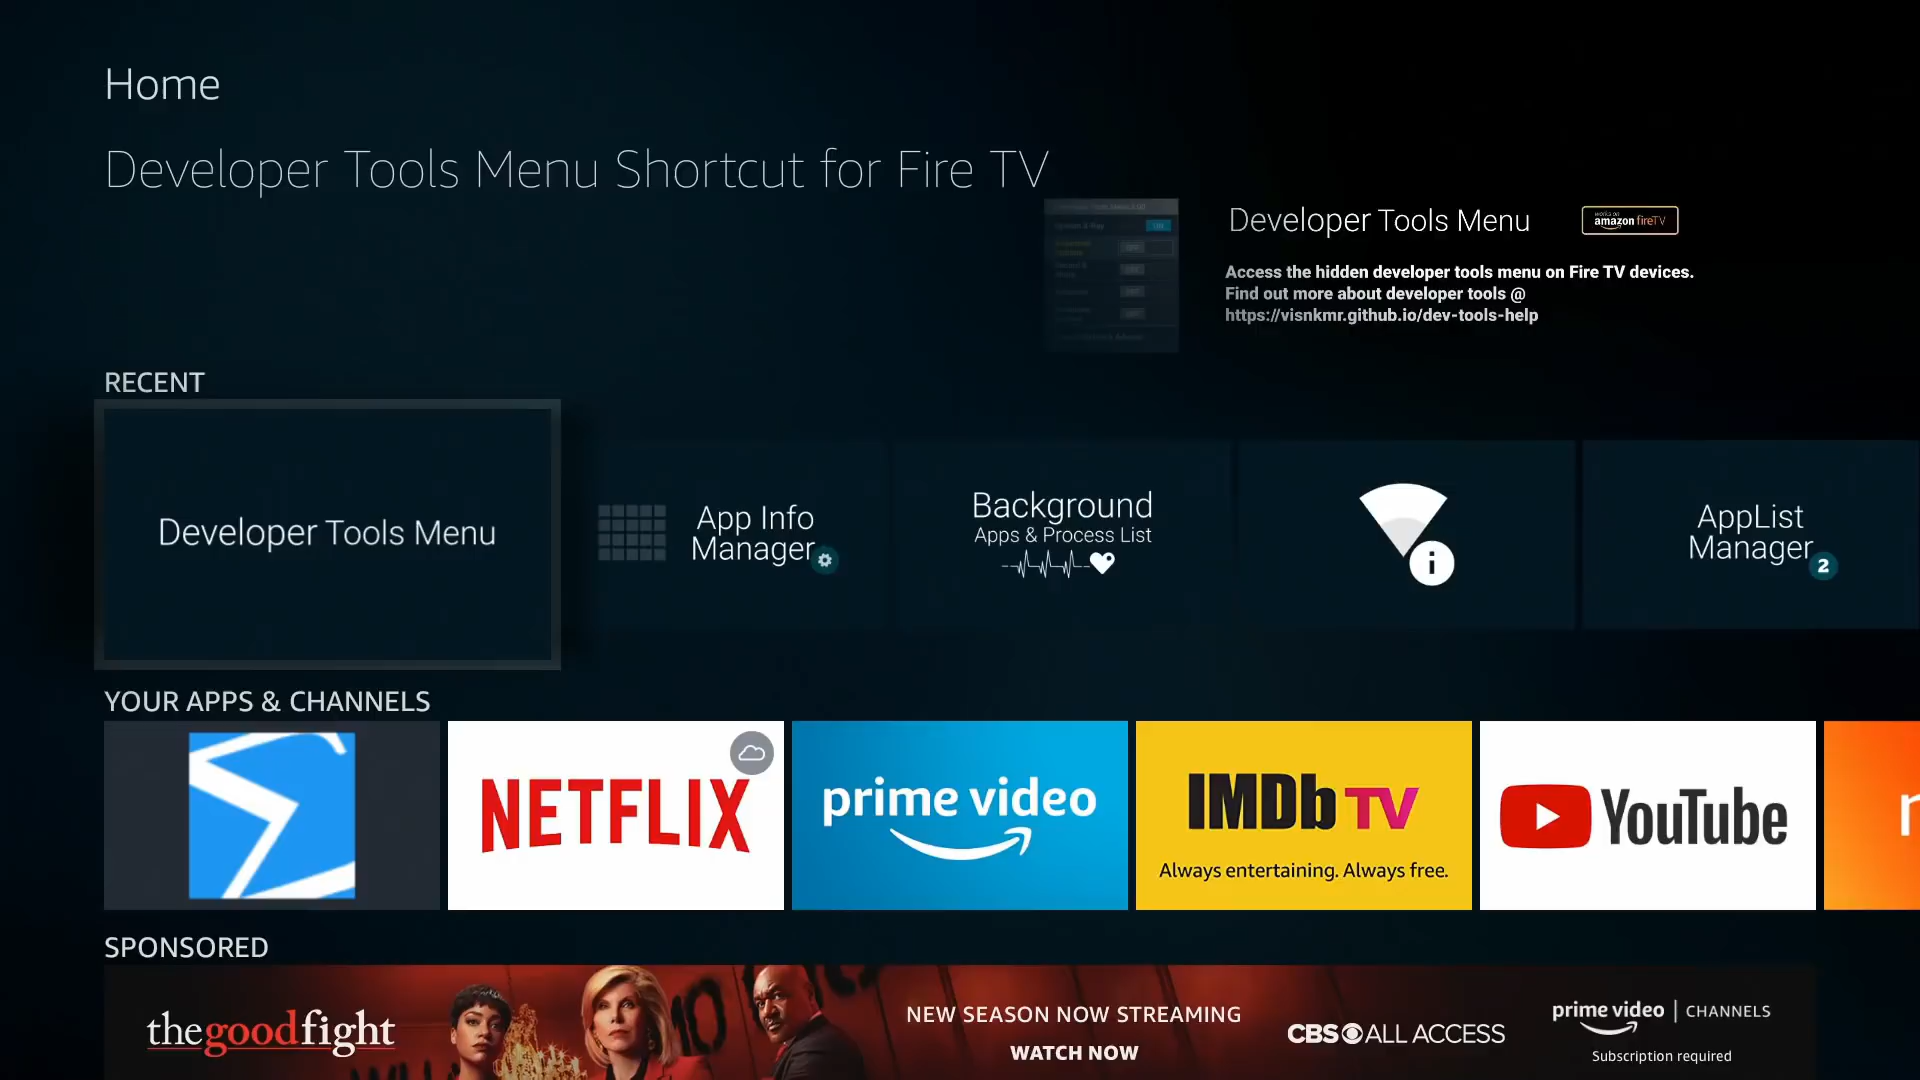 Home
Developer Tools Menu Shortcut for Fire TV
Developer Tools Menu
works on
amazon fireTV
Access the hidden developer tools menu on Fire TV devices.
Find out more about developer tools @
https://visnkmr.github.io/dev-tools-help
RECENT
Developer Tools Menu
App Info
Manager
Background
Apps & Process List
i
AppList
Manager
2
YOUR APPS & CHANNELS
NETFLIX
prime video
IMDb TV
Always entertaining. Always free.
YouTube
SPONSORED
thegoodfight
NEW SEASON NOW STREAMING
WATCH NOW
CBS ALL ACCESS
prime video | CHANNELS
Subscription required